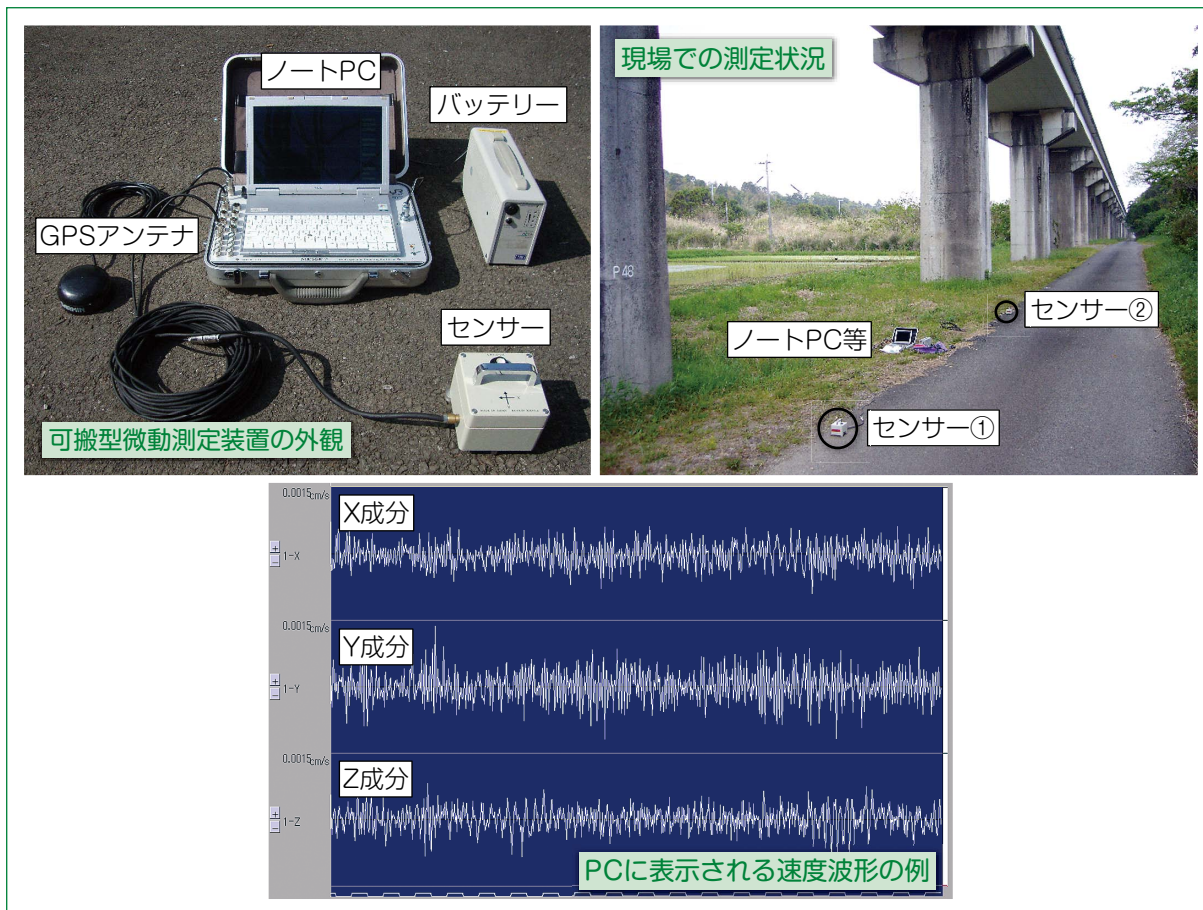 ノートPC
バッテリー
GPSアンテナ
センサー
可搬型微動測定装置の外観
現場での測定状況
P48
センサー②
ノートPC等
センサー①
0.0015cm/s
X成分
+
1-X
-
0.0015cm/s
Y成分
+
1-Y
-
0.0015cm/s
Z成分
+
1-Z
-
PCに表示される速度波形の例